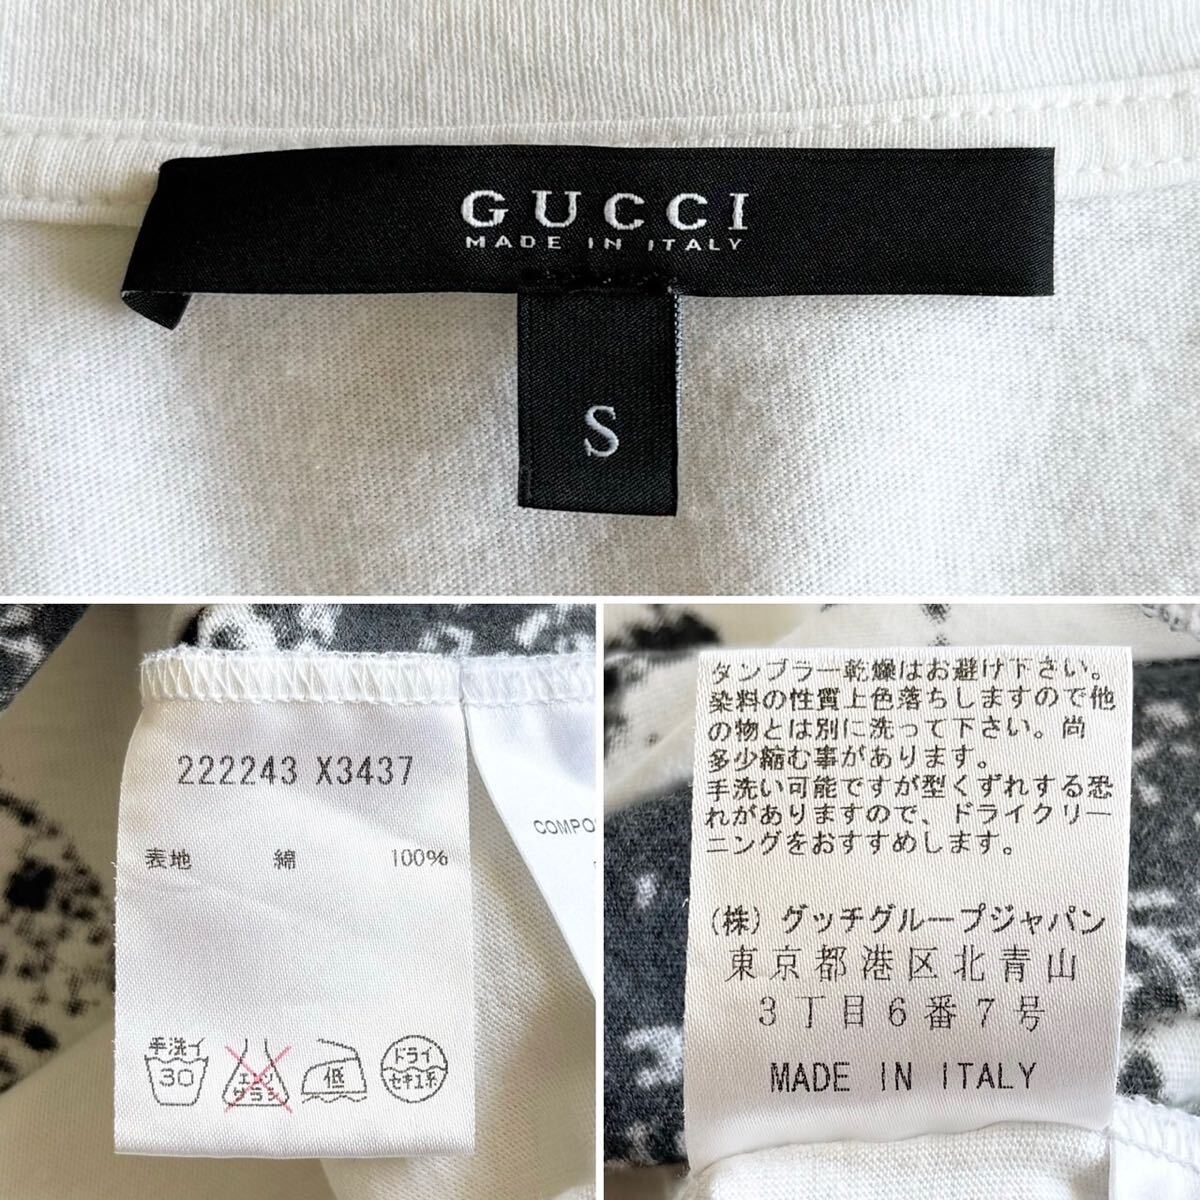 GUCCI
MADE IN ITALY
S
222243 X3437
表地 綿 100%
手洗イ
30
エンソ
サラシ
低
ドライ
セキユ系
COMPO
タンブラー乾燥はお避け下さい。
染料の性質上色落ちしますので他
の物とは別に洗って下さい。尚
多少縮む事があります。
手洗い可能ですが型くずれする恐
れがありますので、ドライクリー
ニングをおすすめします。
(株) グッチグループジャパン
東京都港区北青山
3丁目6番7号
MADE IN ITALY